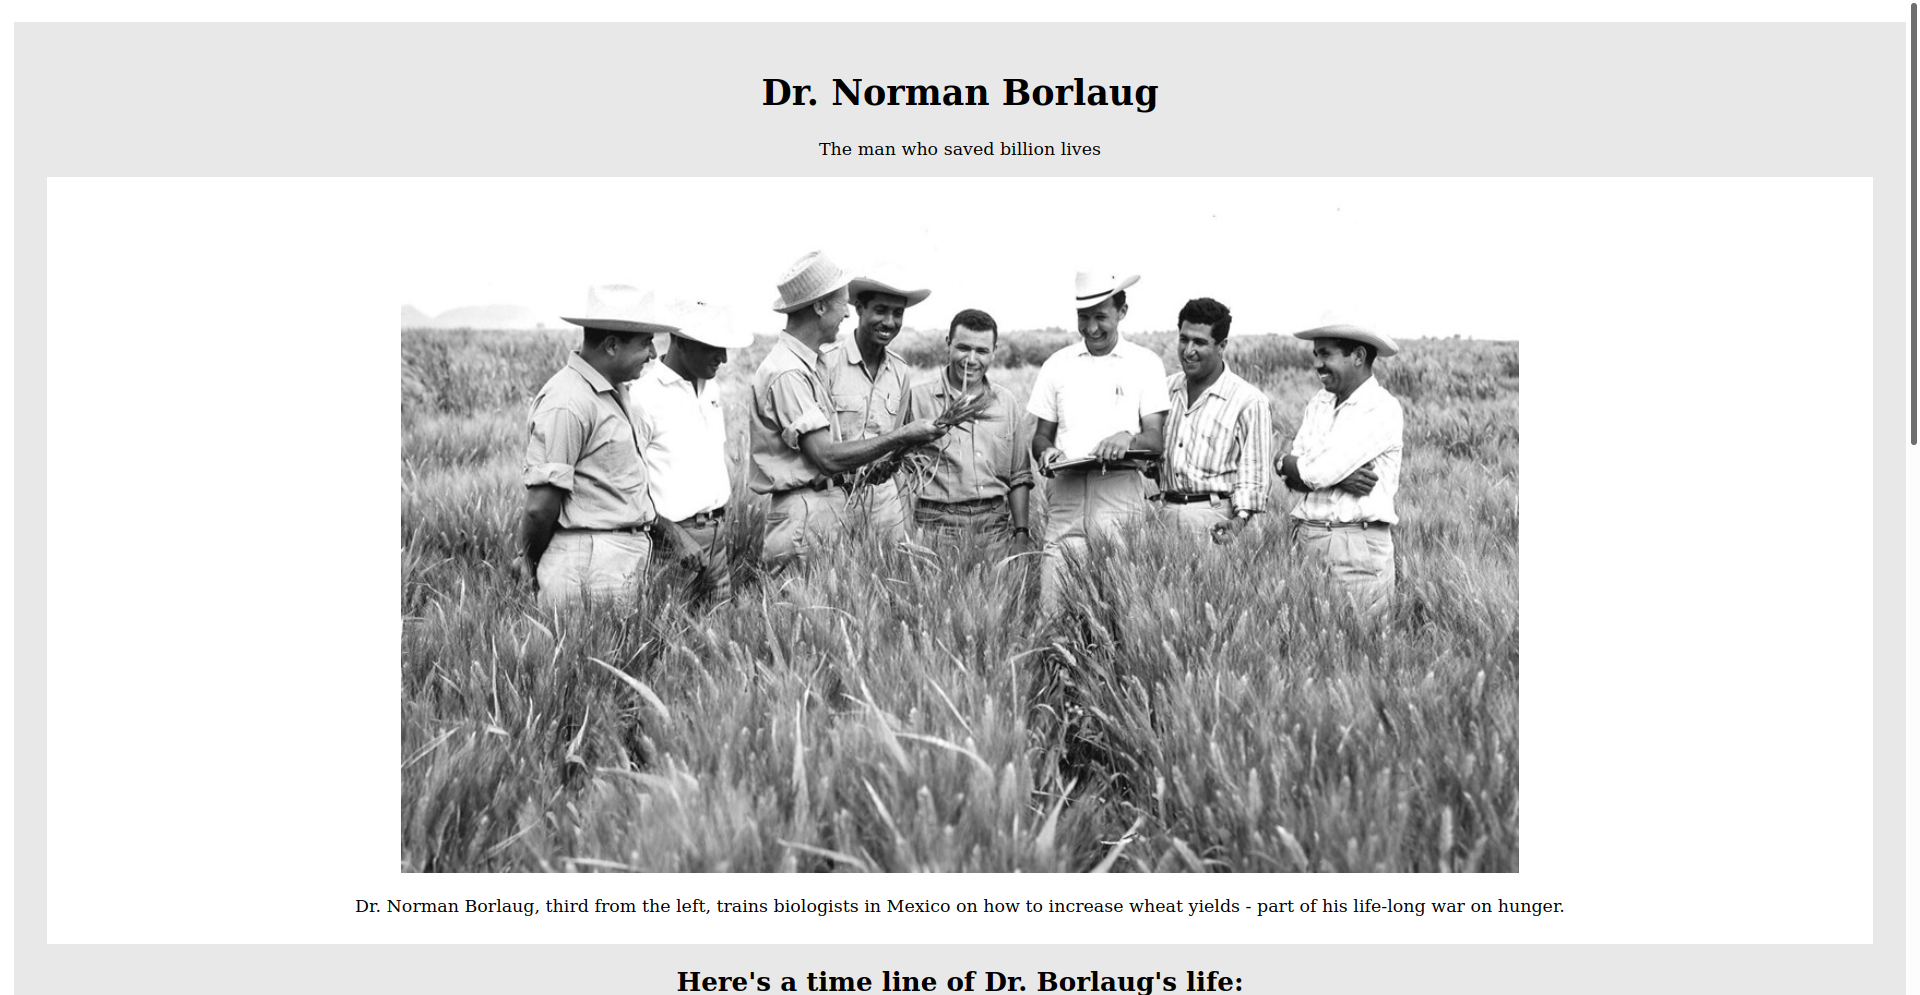 Dr. Norman Borlaug
The man who saved billion lives
Dr. Norman Borlaug, third from the left, trains biologists in Mexico on how to increase wheat yields - part of his life-long war on hunger.
Here's a time line of Dr. Borlaug's life: